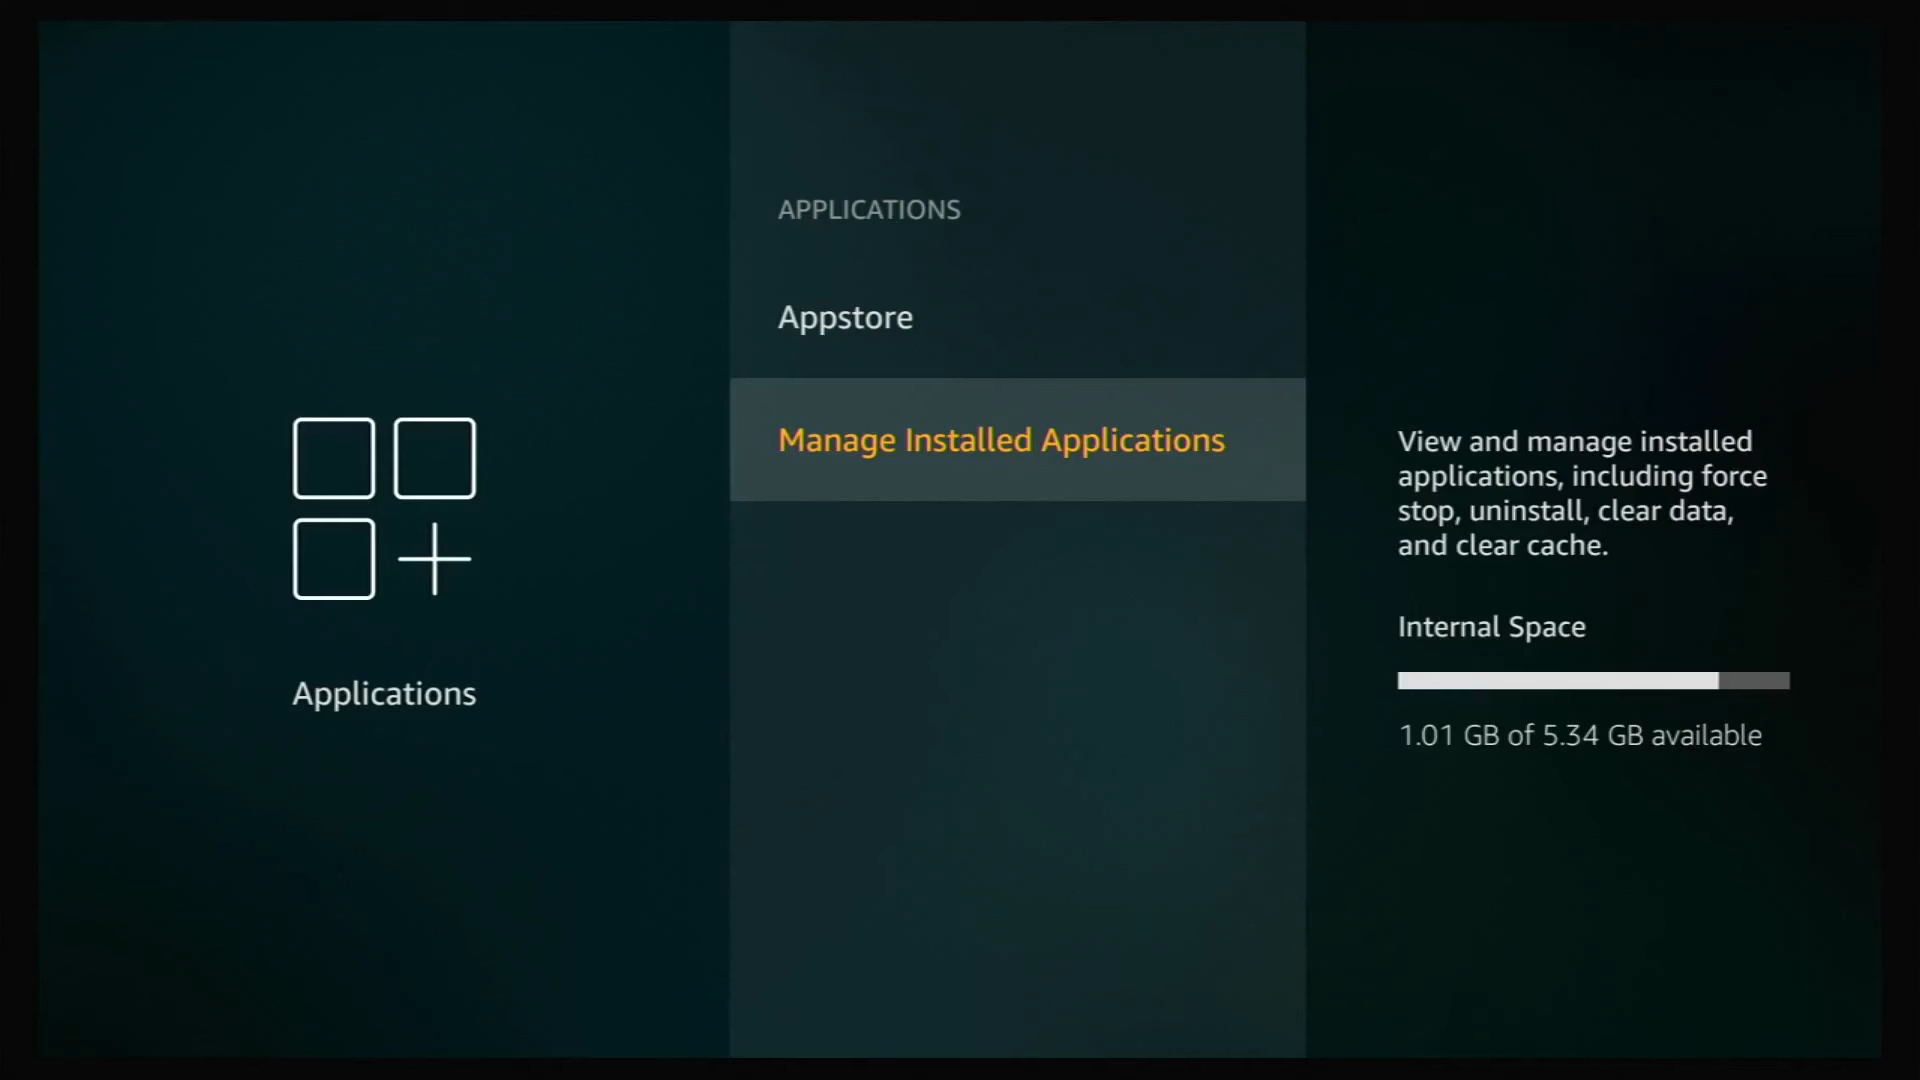 APPLICATIONS
Appstore
Manage Installed Applications
Applications
View and manage installed
applications, including force
stop, uninstall, clear data,
and clear cache.
Internal Space
1.01 GB of 5.34 GB available